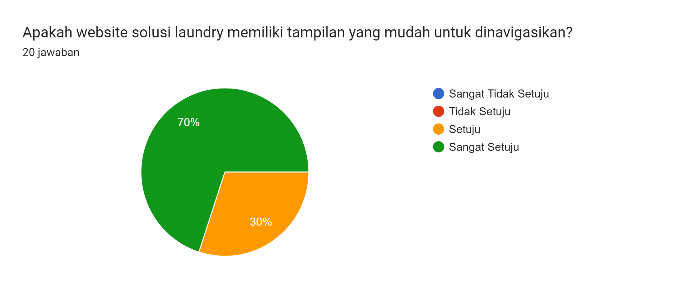 Apakah website solusi laundry memiliki tampilan yang mudah untuk dinavigasikan?
20 jawaban
70%
30%
Sangat Tidak Setuju
Tidak Setuju
Setuju
Sangat Setuju